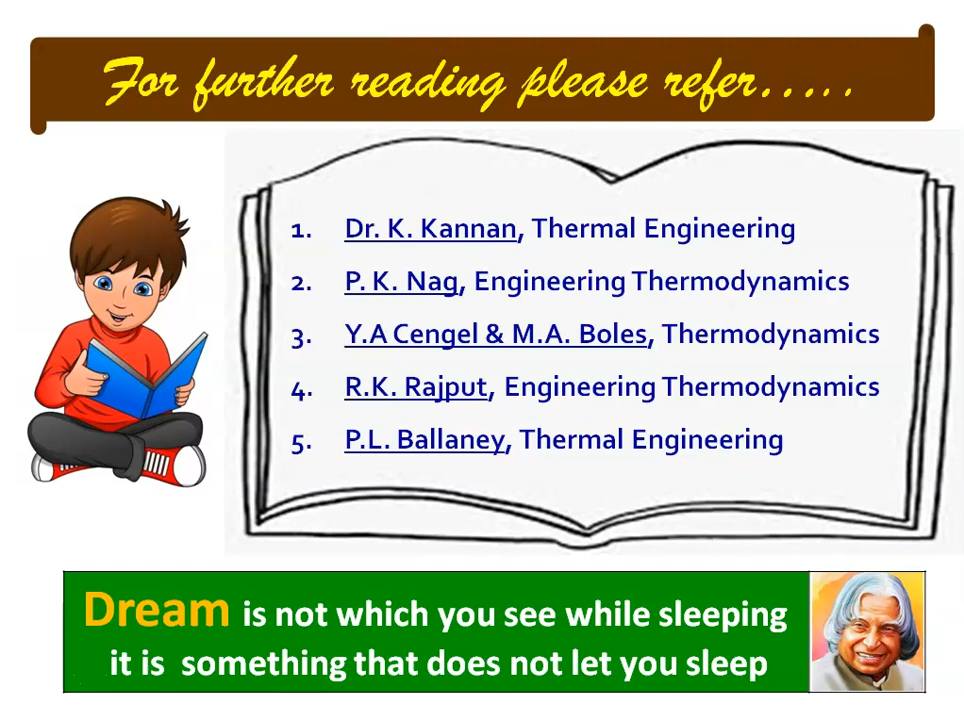 For further reading please refer.....
1. Dr. K. Kannan, Thermal Engineering
2. P. K. Nag, Engineering Thermodynamics
3. Y.A Cengel & M.A. Boles, Thermodynamics
4. R.K. Rajput, Engineering Thermodynamics
5. P.L. Ballaney, Thermal Engineering
Dream is not which you see while sleeping
it is something that does not let you sleep